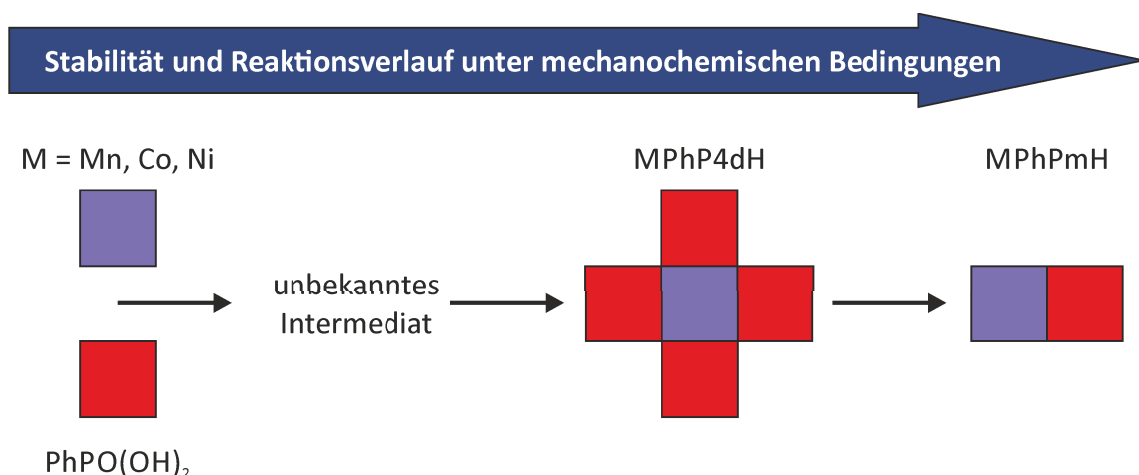 Stabilität und Reaktionsverlauf unter mechanochemischen Bedingungen
M = Mn, Co, Ni
MPhP4dH
MPhPmH
unbekanntes
Intermediat
PhPO(OH)₂